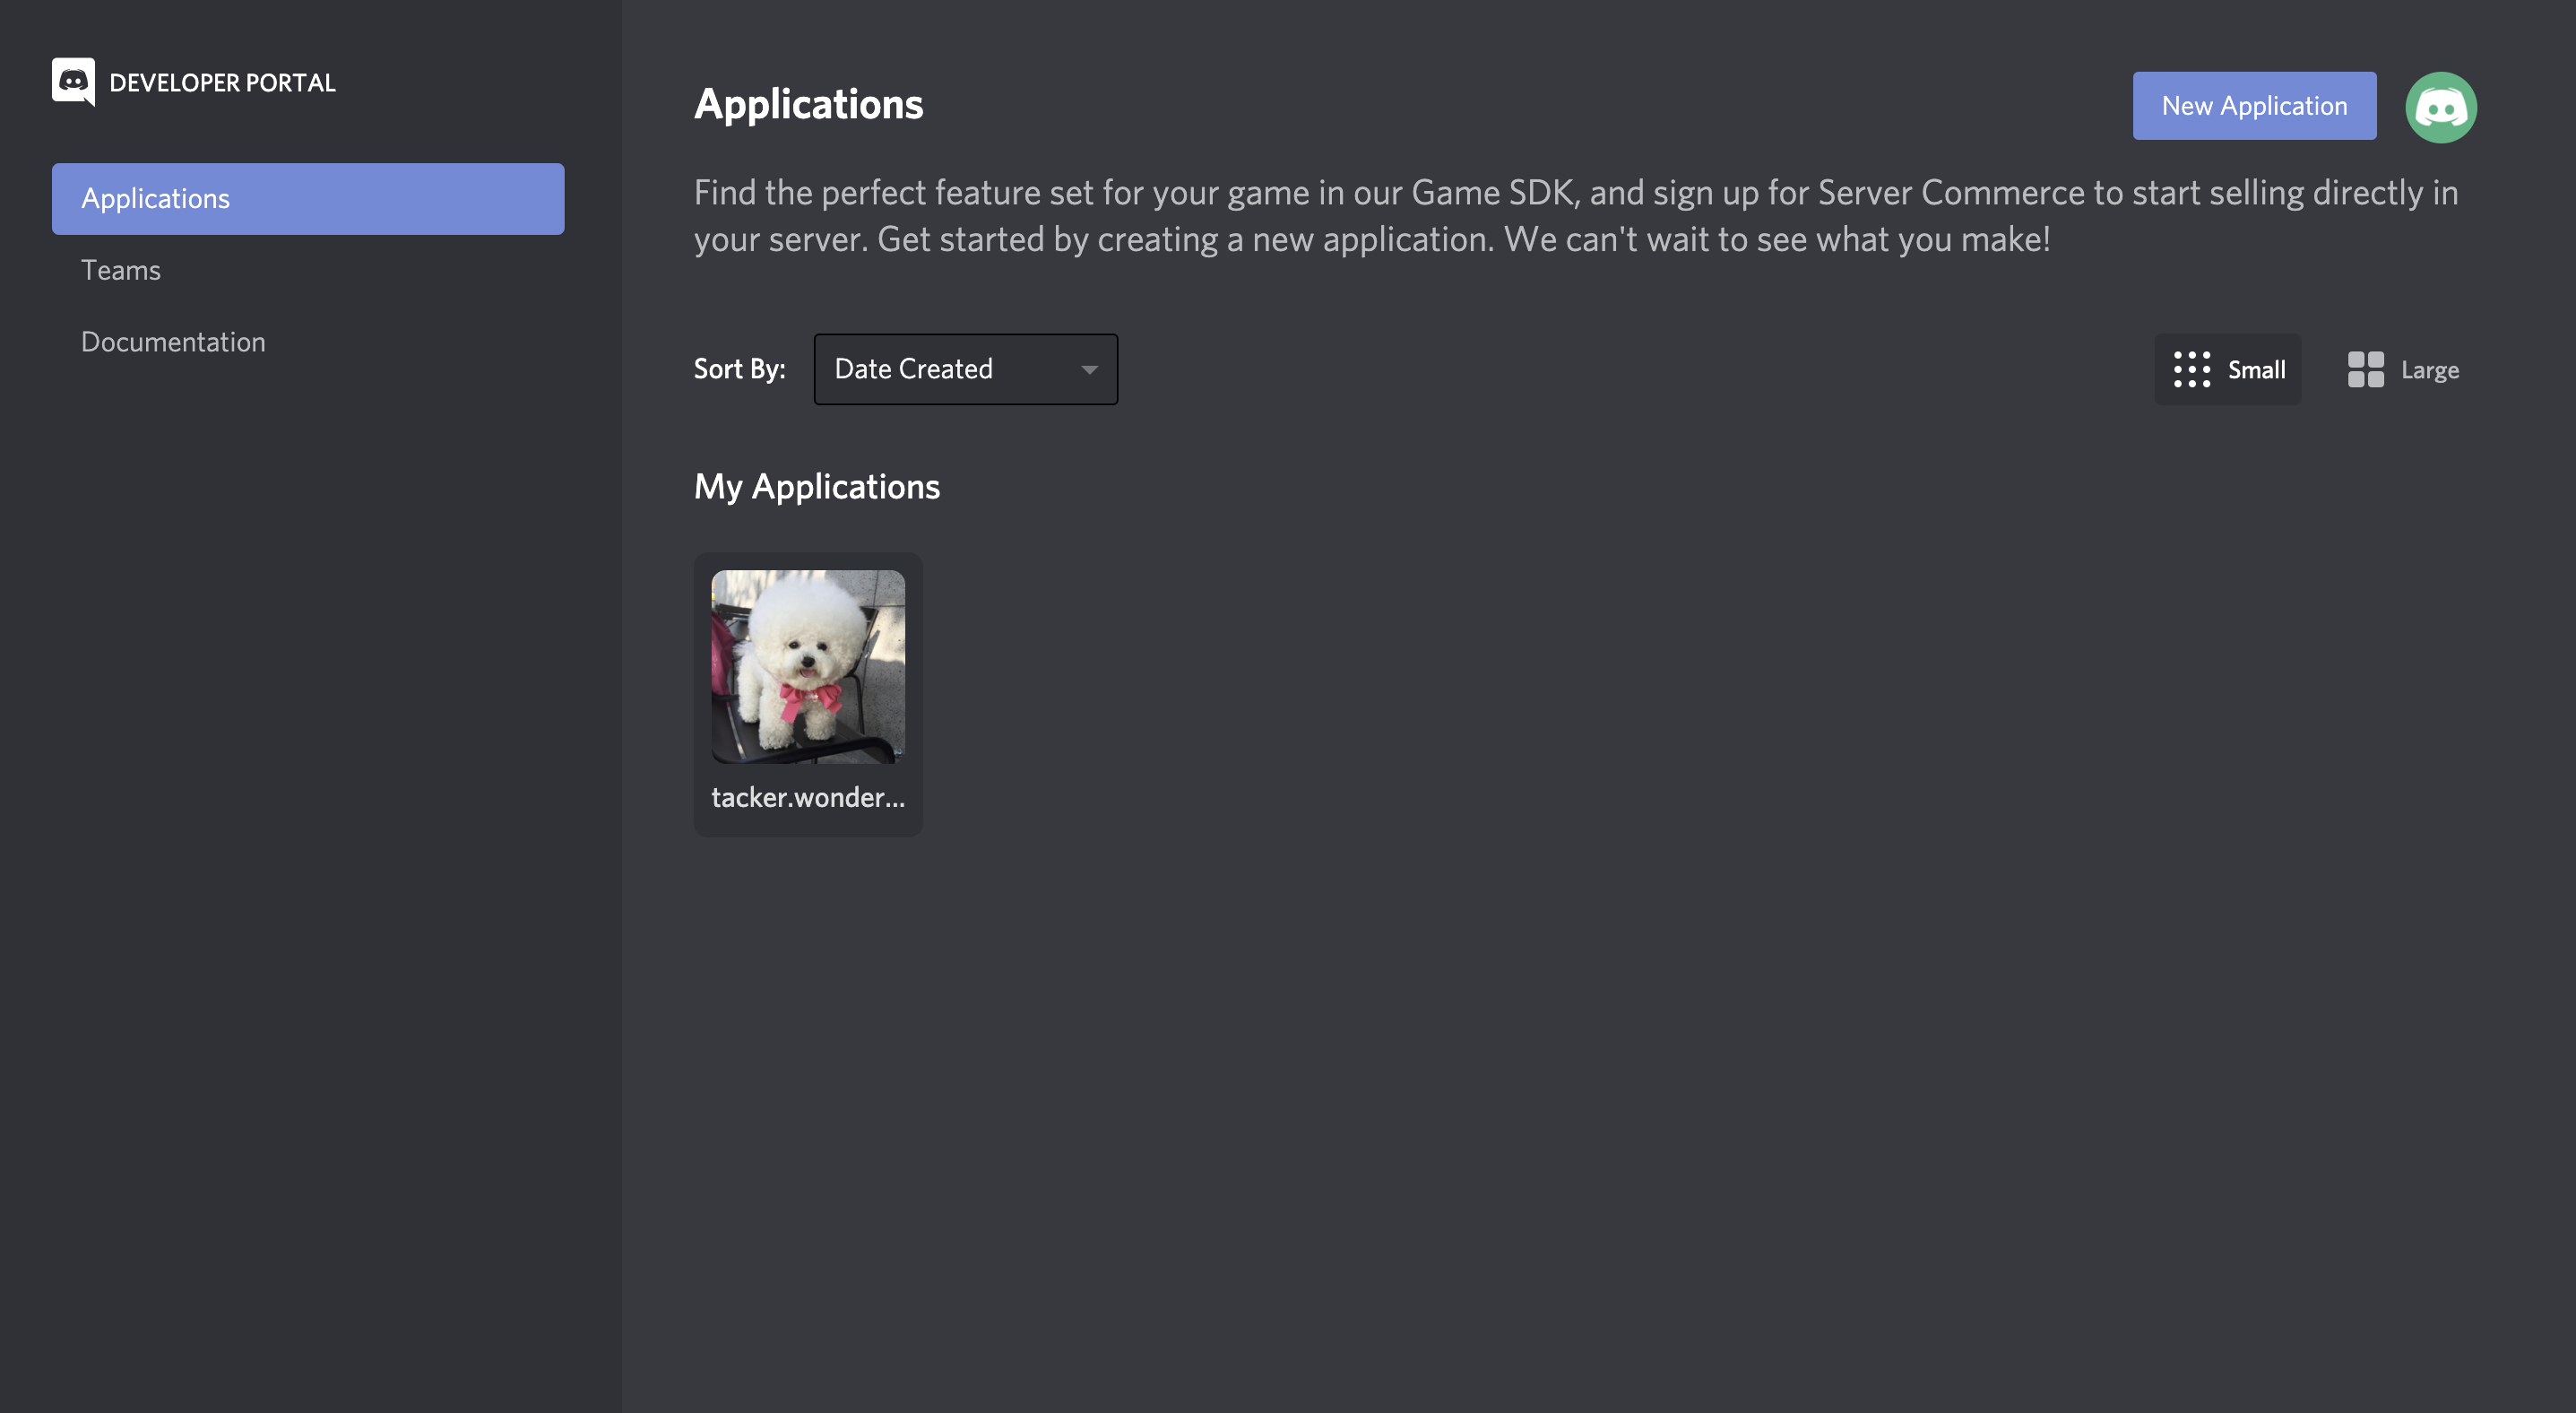 DEVELOPER PORTAL
Applications
Teams
Documentation
Applications
New Application
Find the perfect feature set for your game in our Game SDK, and sign up for Server Commerce to start selling directly in
your server. Get started by creating a new application. We can't wait to see what you make!
Sort By:
Date Created
Small
Large
My Applications
tacker.wonder...